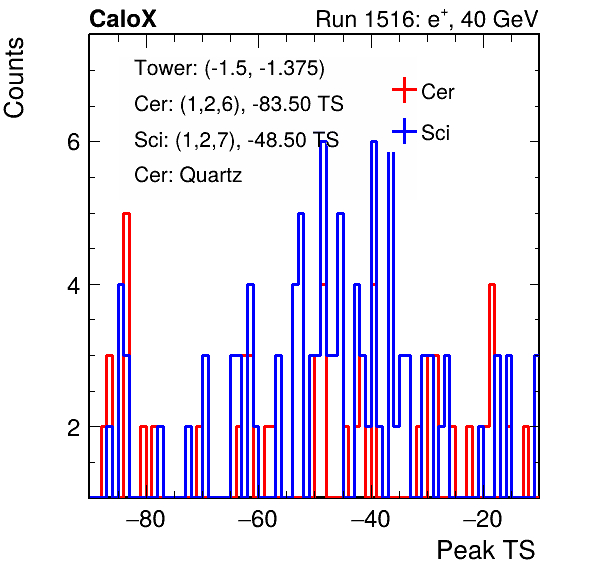 CaloX Run 1516: e+, 40 GeV
Counts
Tower: (-1.5, -1.375)
Cer: (1,2,6), -83.50 TS
Sci: (1,2,7), -48.50 TS
Cer: Quartz
Cer
Sci
6
4
2
−80 −60 −40 −20
Peak TS